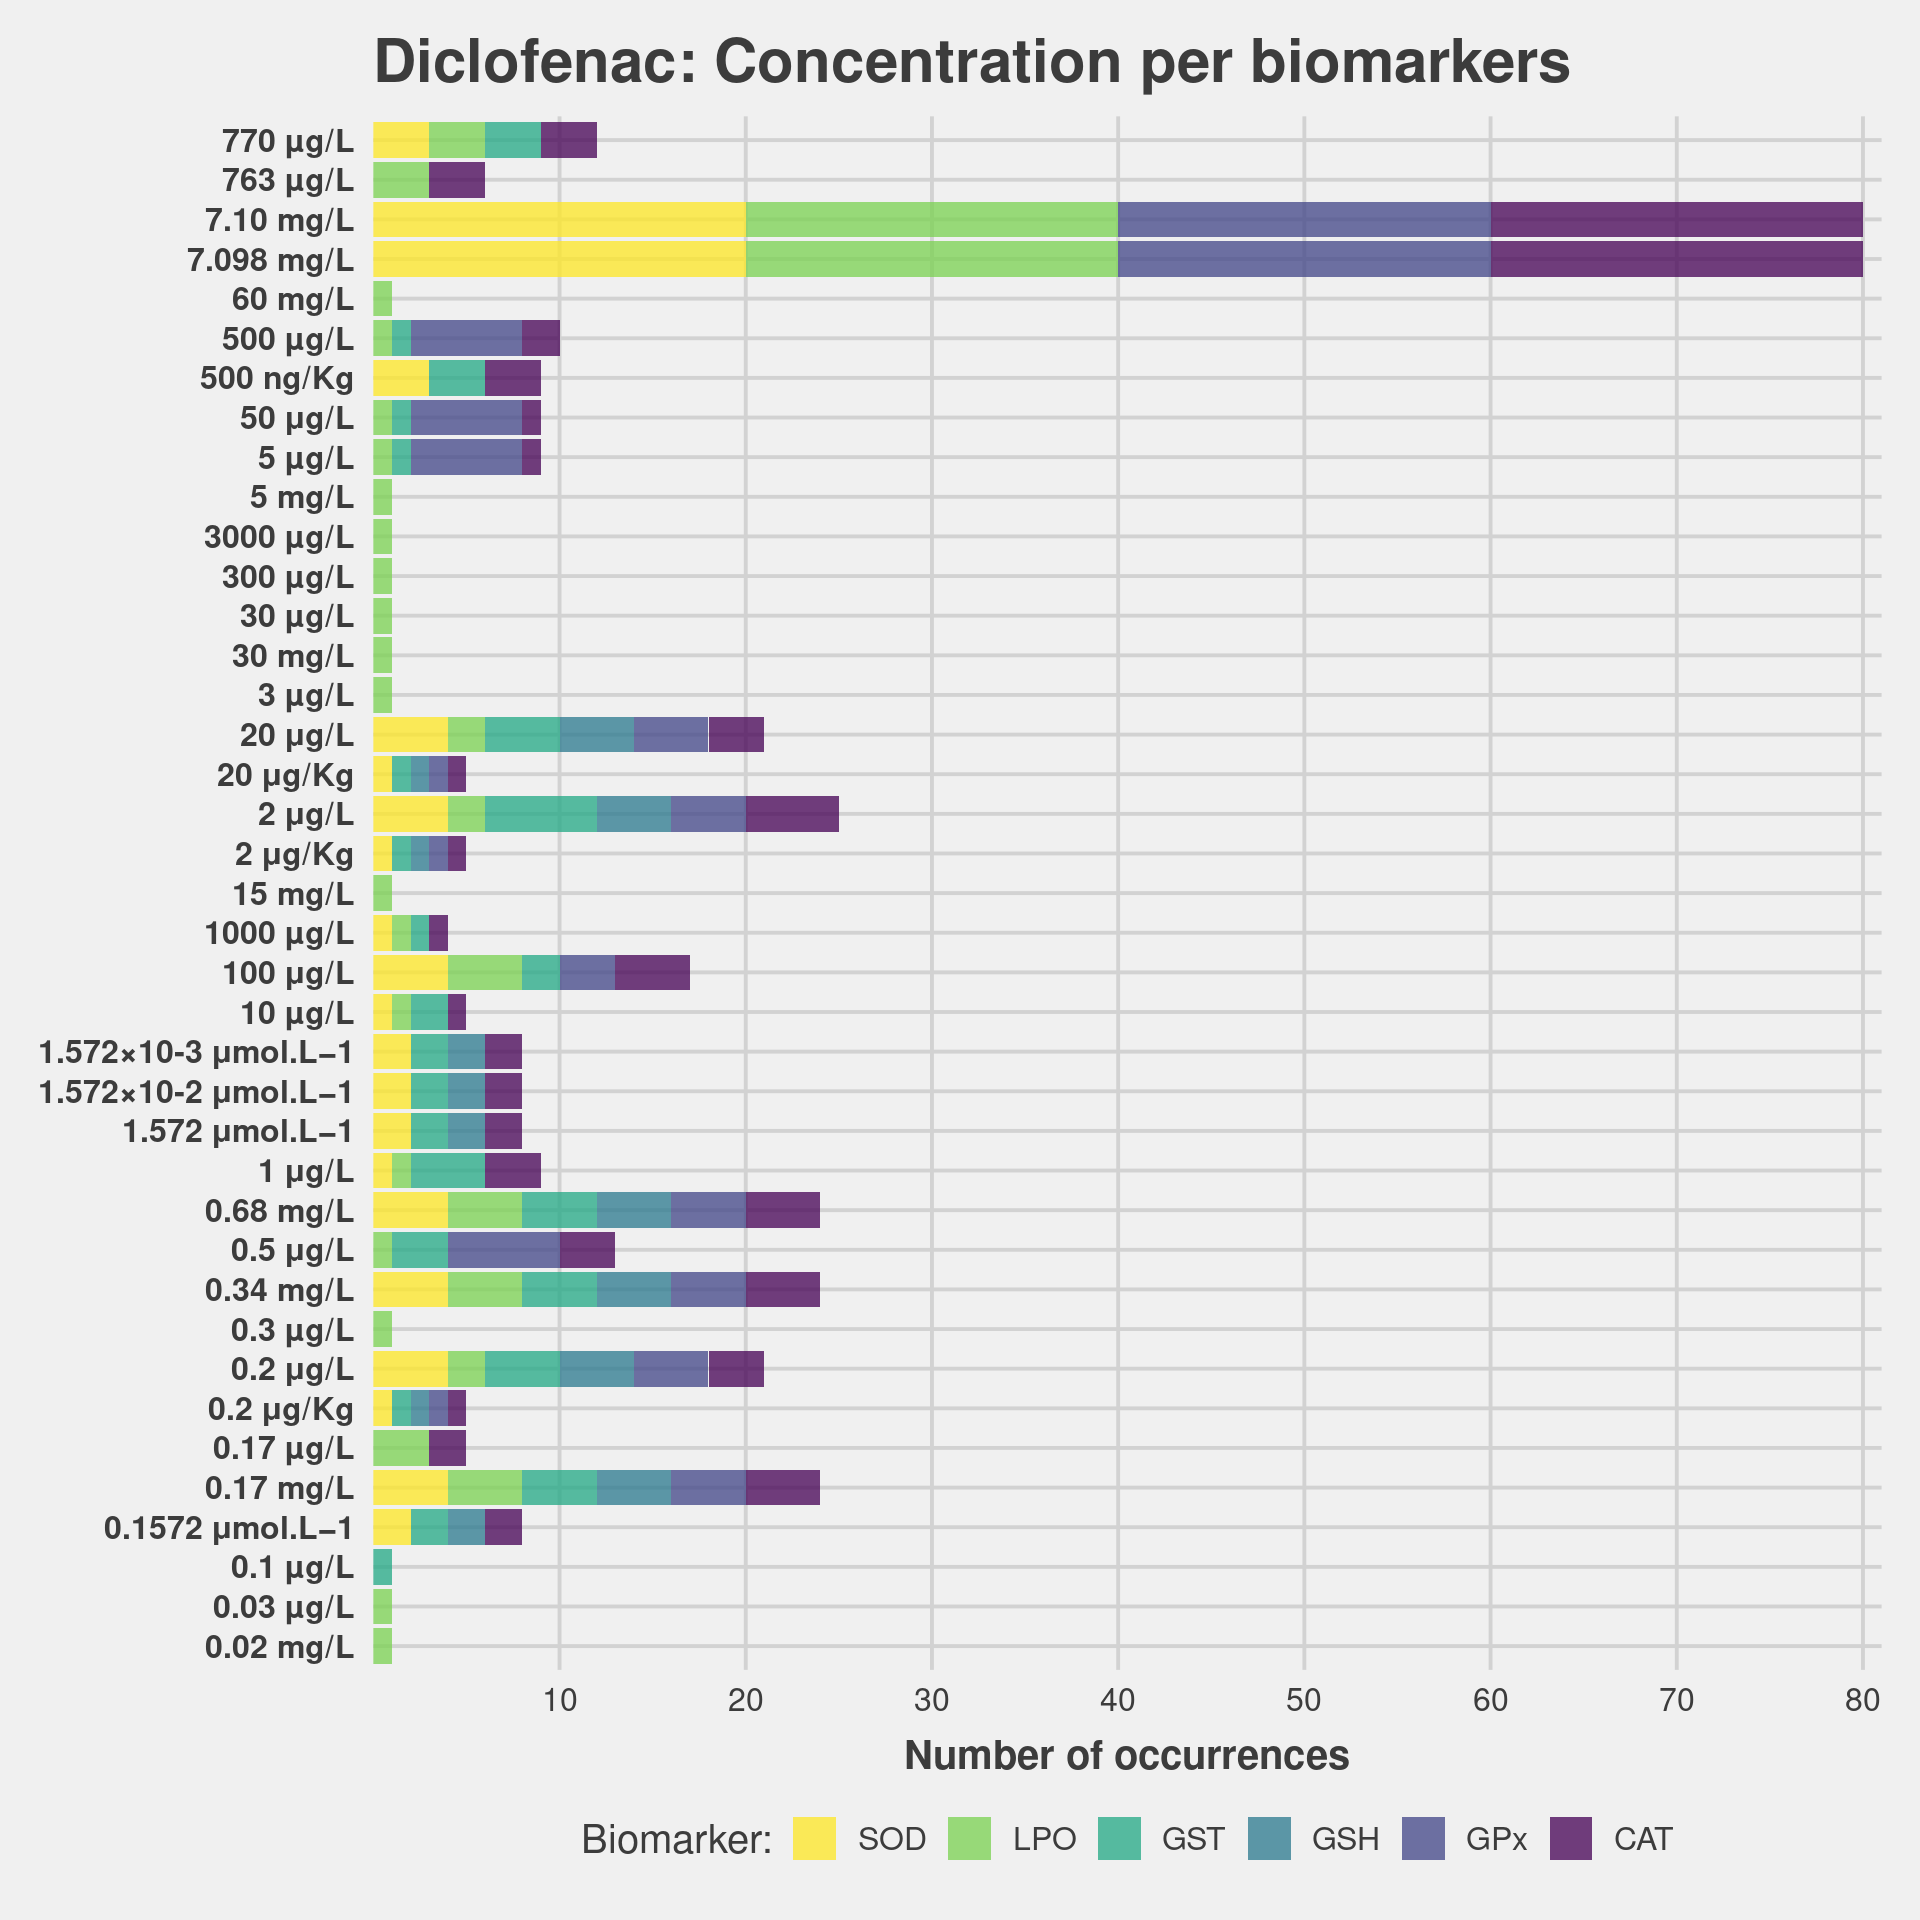 Diclofenac: Concentration per biomarkers
770 µg/L
763 µg/L
7.10 mg/L
7.098 mg/L
60 mg/L
500 µg/L
500 ng/Kg
50 µg/L
5 µg/L
5 mg/L
3000 µg/L
300 µg/L
30 µg/L
30 mg/L
3 µg/L
20 µg/L
20 µg/Kg
2 µg/L
2 µg/Kg
15 mg/L
1000 µg/L
100 µg/L
10 µg/L
1.572×10-3 µmol.L−1
1.572×10-2 µmol.L−1
1.572 µmol.L−1
1 µg/L
0.68 mg/L
0.5 µg/L
0.34 mg/L
0.3 µg/L
0.2 µg/L
0.2 µg/Kg
0.17 µg/L
0.17 mg/L
0.1572 µmol.L−1
0.1 µg/L
0.03 µg/L
0.02 mg/L
10 20 30 40 50 60 70 80
Number of occurrences
Biomarker: SOD LPO GST GSH GPx CAT